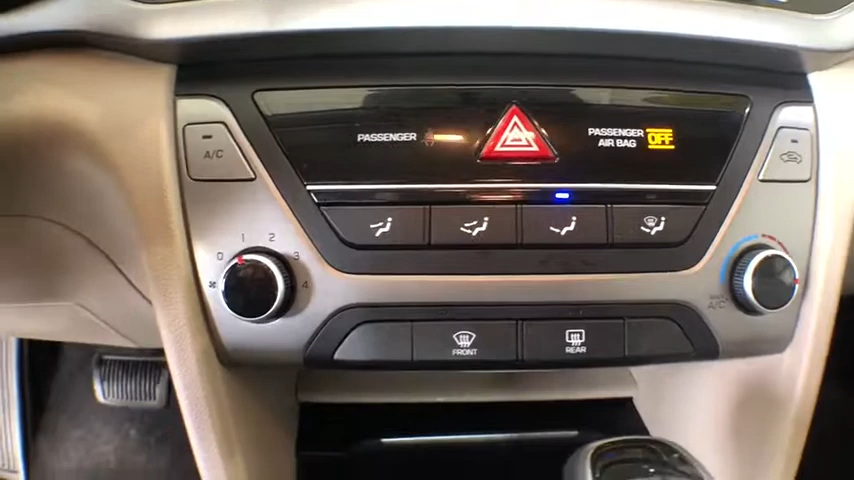 PASSENGER
PASSENGER
AIR BAG OFF
A/C
0 1 2 3 4
A/C
FRONT
REAR